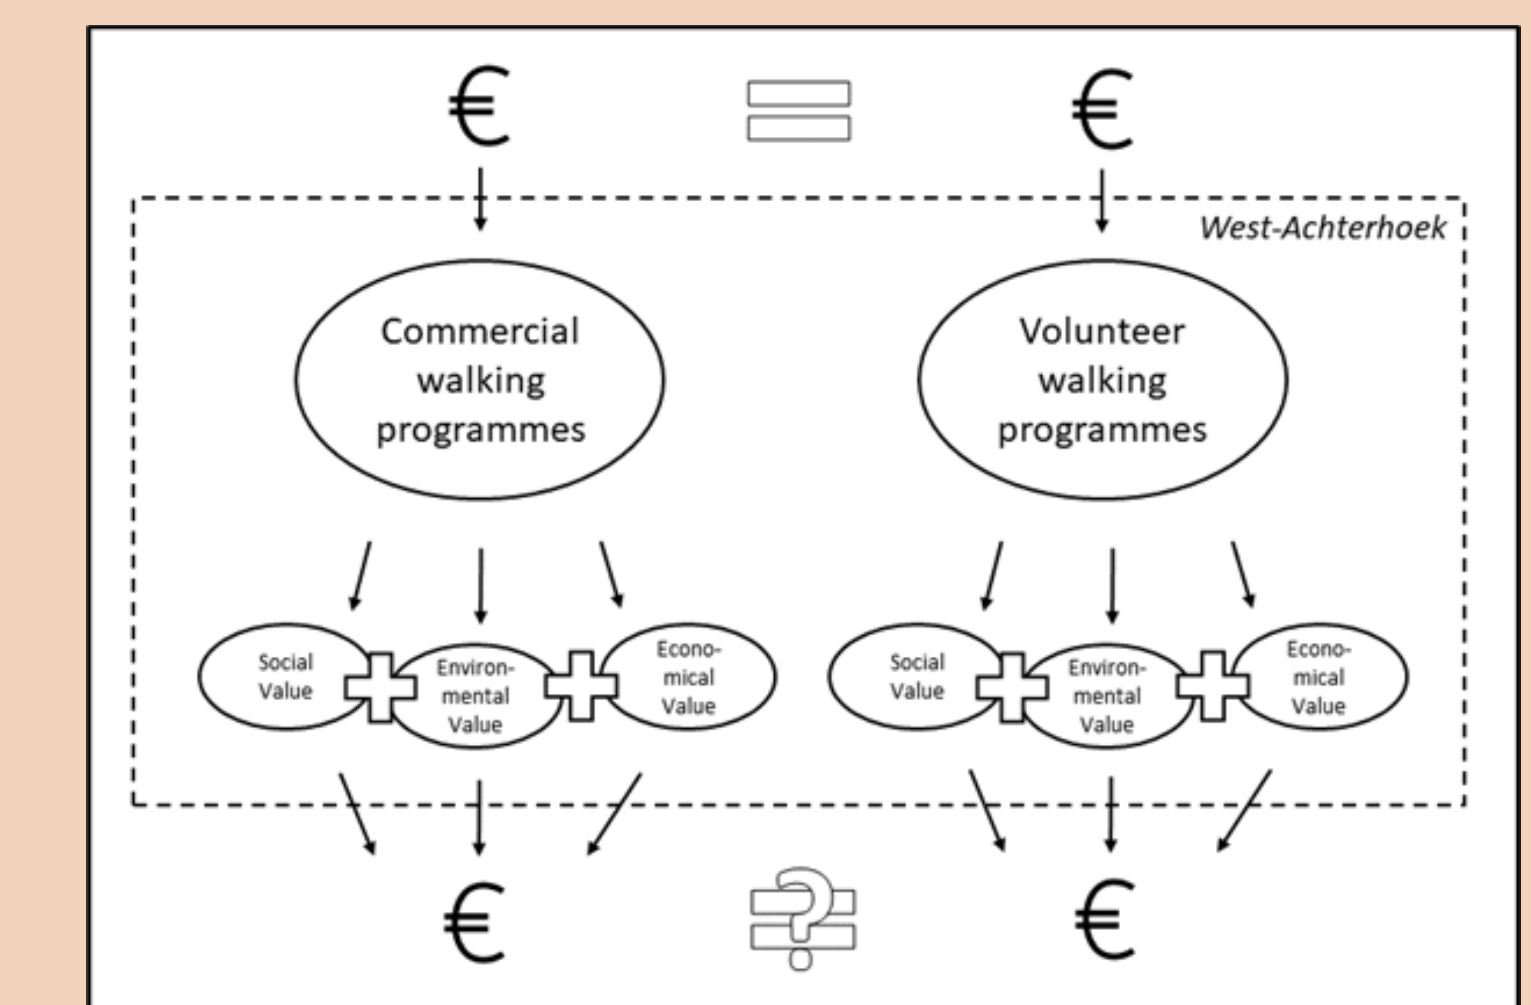 € = €
West-Achterhoek
Commercial
walking
programmes
Volunteer
walking
programmes
Social
Value
+
Environ-
mental
Value
+
Econo-
mical
Value
Social
Value
+
Environ-
mental
Value
+
Econo-
mical
Value
€ =? €